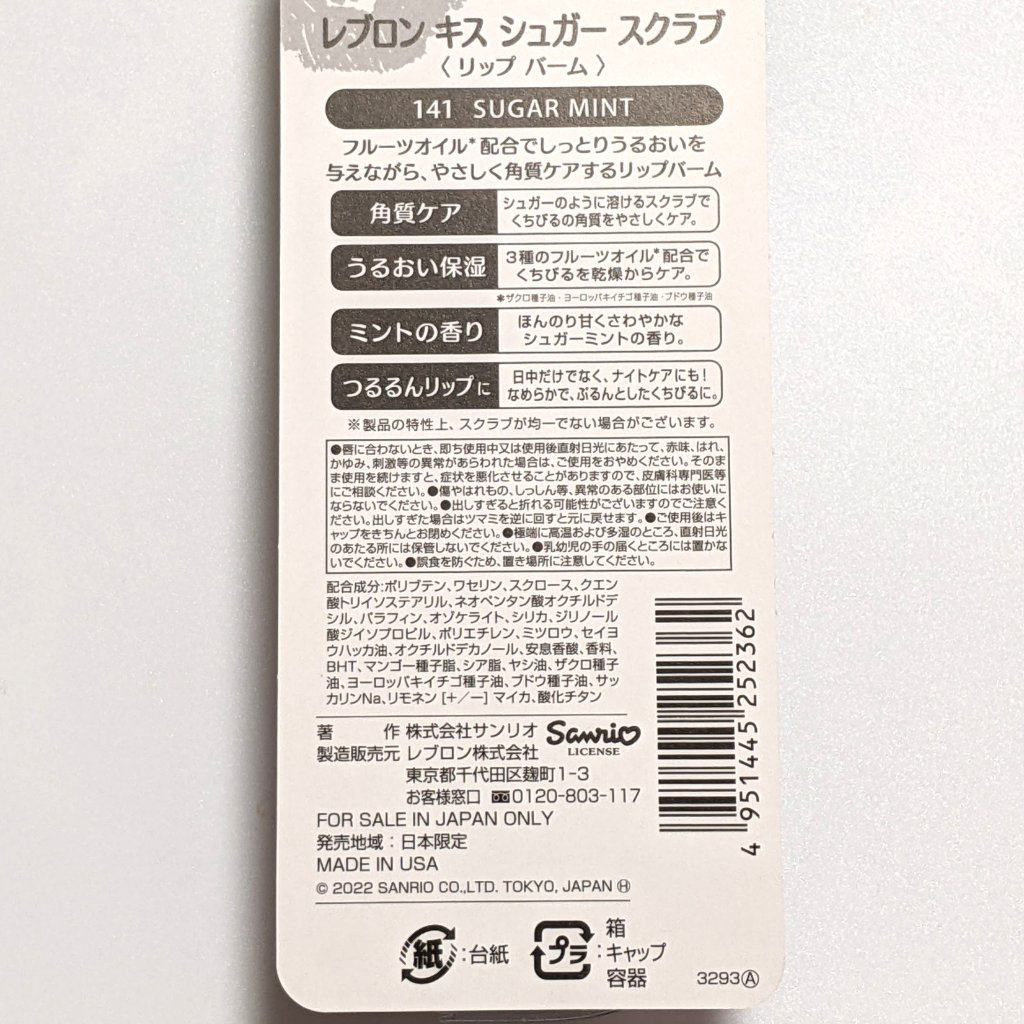 レブロン キス シュガー スクラブ
〈 リップ バーム 〉
141 SUGAR MINT
フルーツオイル*配合でしっとりうるおいを
与えながら、やさしく角質ケアするリップバーム
角質ケア
シュガーのように溶けるスクラブで
くちびるの角質をやさしくケア。
うるおい保湿
3種のフルーツオイル*配合で
くちびるを乾燥からケア。
*ザクロ種子油・ヨーロッパキイチゴ種子油・ブドウ種子油
ミントの香り
ほんのり甘くさわやかな
シュガーミントの香り。
つるるんリップに
日中だけでなく、ナイトケアにも!
なめらかで、ぷるんとしたくちびるに。
※製品の特性上、スクラブが均一でない場合がございます。
●唇に合わないとき、即ち使用中又は使用後直射日光にあたって、赤味、はれ、
かゆみ、刺激等の異常があらわれた場合は、ご使用をおやめください。そのまま
ま使用を続けますと、症状を悪化させることがありますので、皮膚科専門医等
にご相談ください。●傷やはれもの、しっしん等、異常のある部位にはお使いに
ならないでください。●出しすぎると折れる可能性がございますのでご注意く
ださい。出しすぎた場合はツマミを逆に回すと元に戻せます。●ご使用後はキ
ャップをきちんとお閉めください。●極端に高温および多湿のところ、直射日光
のあたる所には保管しないでください。●乳幼児の手の届くところには置かな
いでください。●誤食を防ぐため、置き場所に注意してください。
配合成分:ポリブテン、ワセリン、スクロース、クエン
酸トリイソステアリル、ネオペンタン酸オクチルドデ
シル、パラフィン、オゾケライト、シリカ、ジリノール
酸ジイソプロピル、ポリエチレン、ミツロウ、セイヨ
ウハッカ油、オクチルドデカノール、安息香酸、香料、
BHT、マンゴー種子脂、シア脂、ヤシ油、ザクロ種子
油、ヨーロッパキイチゴ種子油、ブドウ種子油、サッ
カリンNa、リモネン [+/-] マイカ、酸化チタン
著 作 株式会社サンリオ
Sanrio
LICENSE
製造販売元 レブロン株式会社
東京都千代田区麹町1-3
お客様窓口 0120-803-117
FOR SALE IN JAPAN ONLY
発売地域:日本限定
MADE IN USA
© 2022 SANRIO CO.,LTD. TOKYO, JAPAN Ⓗ
4951445252362
紙:台紙
プラ:箱
キャップ
容器
3293Ⓐ